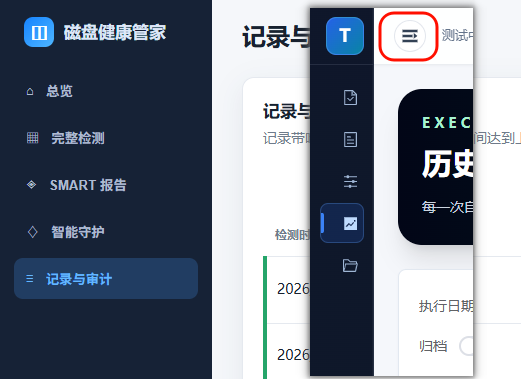 磁盘健康管家
总览
完整检测
SMART 报告
智能守护
记录与审计
记录与
记录与
记录带
检测时
2026
2026
T
测试中
EXEC
历史
每一次自
间达到上
执行日期
归档